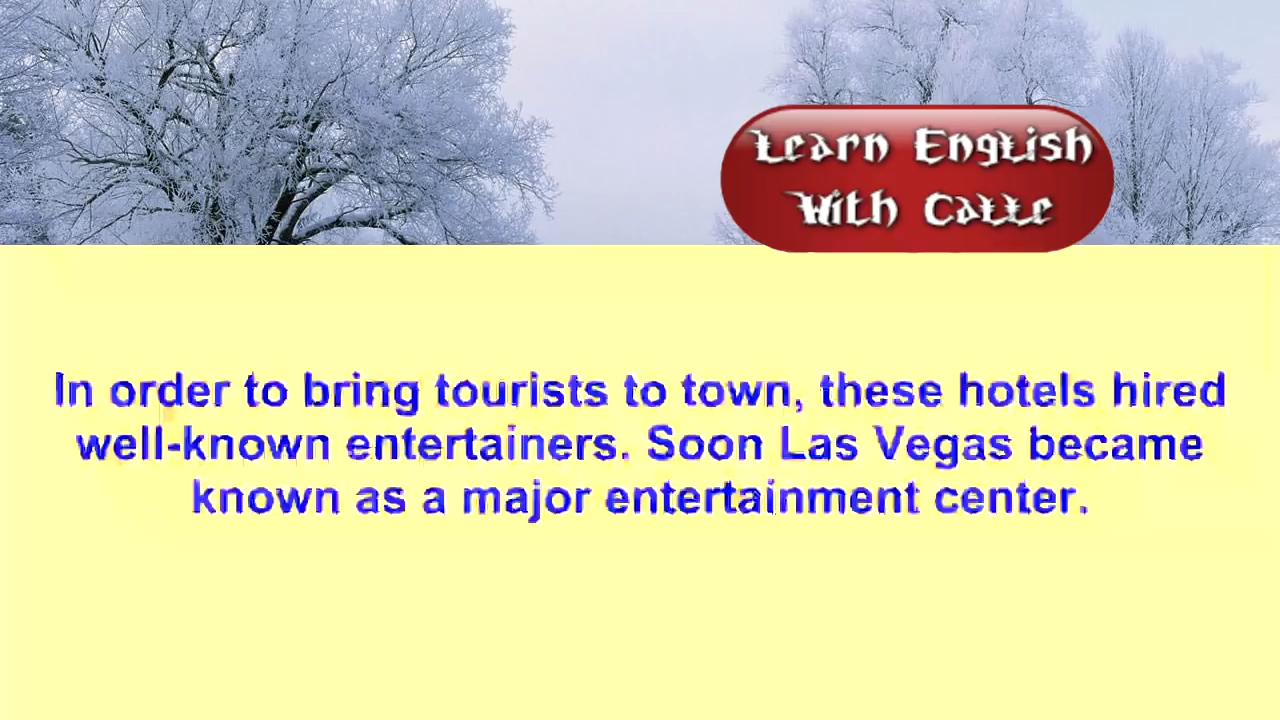 Learn English
With Catte
In order to bring tourists to town, these hotels hired
well-known entertainers. Soon Las Vegas became
known as a major entertainment center.